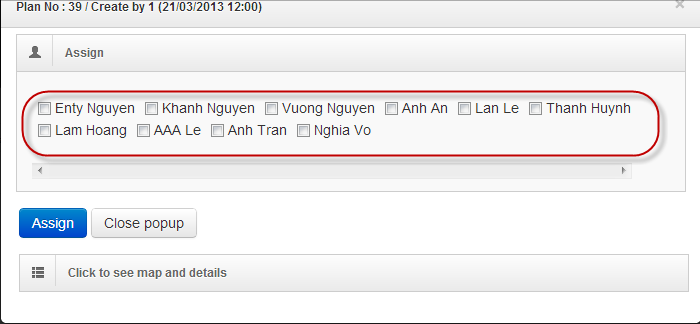 Plan No : 39 / Create by 1 (21/03/2013 12:00)
Assign
Enty Nguyen Khanh Nguyen Vuong Nguyen Anh An Lan Le Thanh Huynh
Lam Hoang AAA Le Anh Tran Nghia Vo
Assign Close popup
Click to see map and details